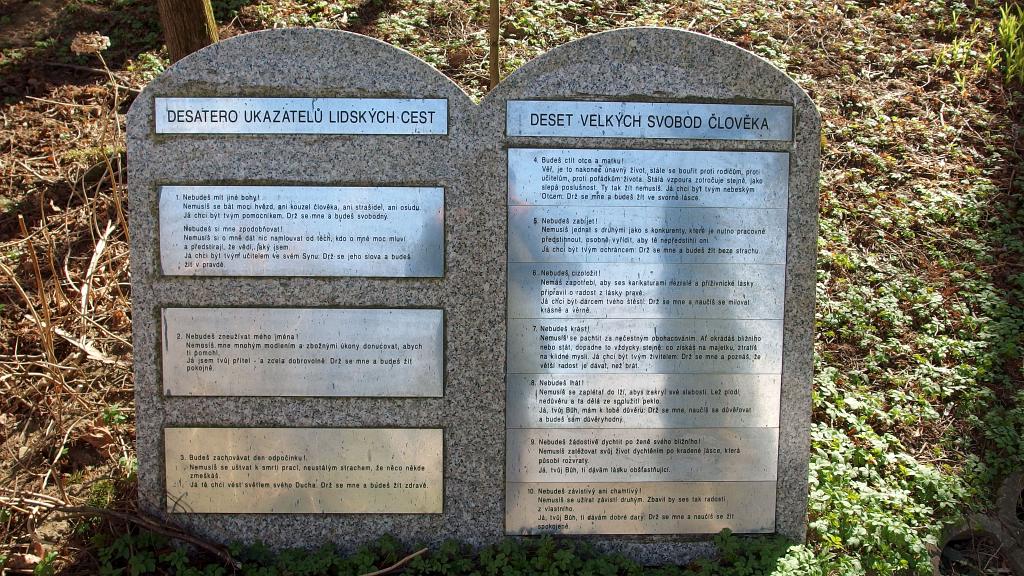 DESATERO UKAZATELŮ LIDSKÝCH CEST
1. Nebudeš mít jiné bohy!
Nemusíš se bát moci hvězd, ani kouzel člověka, ani strašidel, ani osudu.
Já chci být tvým pomocníkem. Drž se mne a budeš svobodný.
Nebudeš si mne zpodobňovat!
Nemusíš si o mně dát nic namlouvat od těch, kdo o mně moc mluví
a předstírají, že vědí, jaký jsem.
Já chci být tvým učitelem ve svém Synu: Drž se jeho slova a budeš
žít v pravdě.
2. Nebudeš zneužívat mého jména!
Nemusíš mne mnohým modlením a zbožnými úkony donucovat, abych
ti pomohl.
Já jsem tvůj přítel - a zcela dobrovolně. Drž se mne a budeš žít
pokojně.
3. Budeš zachovávat den odpočinku!
Nemusíš se uštvat k smrti prací, neustálým strachem, že něco někde
zmeškáš.
Já tě chci vést světlem svého Ducha. Drž se mne a budeš žít zdravě.
DESET VELKÝCH SVOBOD ČLOVĚKA
4. Budeš ctít otce a matku!
Věř, je to nakonec únavný život, stále se bouřit proti rodičům, proti
učitelům, proti pořádkům života. Stálá vzpoura zotročuje stejně, jako
slepá poslušnost. Ty tak žít nemusíš. Já chci být tvým nebeským
Otcem. Drž se mne a budeš žít ve svorné lásce.
5. Nebudeš zabíjet!
Nemusíš jednat s druhými jako s konkurenty, které je nutno pracovně
předstihnout, osobně vyřídit, aby tě nepředstihli oni.
Já chci být tvým ochráncem: Drž se mne a budeš žít beze strachu.
6. Nebudeš cizoložit!
Nemáš zapotřebí, aby ses karikaturami nezralé a příživnické lásky
připravil o radost z lásky pravé.
Já chci být dárcem tvého štěstí: Drž se mne a naučíš se milovat
krásně a věrně.
7. Nebudeš krást!
Nemusíš se pachtit za nečestným obohacováním. Ať okrádáš bližního
nebo stát, dopadne to vždycky stejně: co získáš na majetku, ztratíš
na klidné mysli. Já chci být tvým živitelem: Drž se mne a poznáš, že
větší radost je dávat, než brát.
8. Nebudeš lhát!
Nemusíš se zaplétat do lží, abys zakryl své slabosti. Lež plodí
nedůvěru a ta dělá ze spolužití peklo.
Já, tvůj Bůh, mám k tobě důvěru: Drž se mne, naučíš se důvěřovat
a budeš sám důvěryhodný.
9. Nebudeš žádostivě dychtit po ženě svého bližního!
Nemusíš zatěžovat svůj život dychtěním po kradené lásce, která
působí rozvraty.
Já, tvůj Bůh, ti dávám lásku obšťastňující.
10. Nebudeš závistivý ani chamtivý!
Nemusíš se užírat závistí druhým. Zbavil by ses tak radosti
z vlastního.
Já, tvůj Bůh, ti dávám dobré dary: Drž se mne a naučíš se žít
spokojeně.